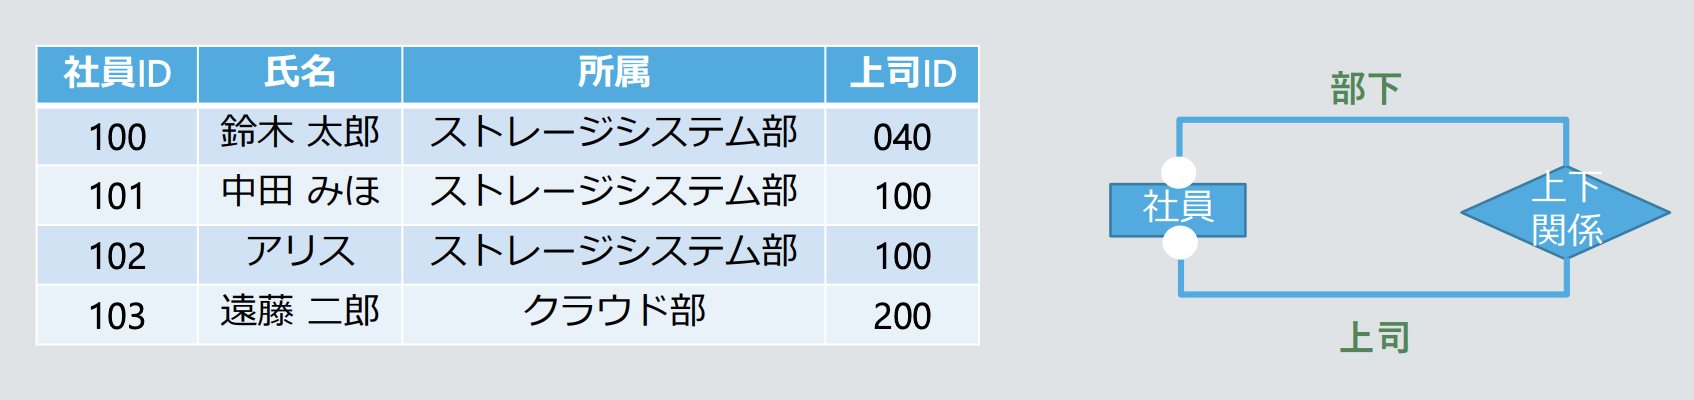 社員ID 氏名 所属 上司ID
100 鈴木 太郎 ストレージシステム部 040
101 中田 みほ ストレージシステム部 100
102 アリス ストレージシステム部 100
103 遠藤 二郎 クラウド部 200
部下
社員
上下
関係
上司